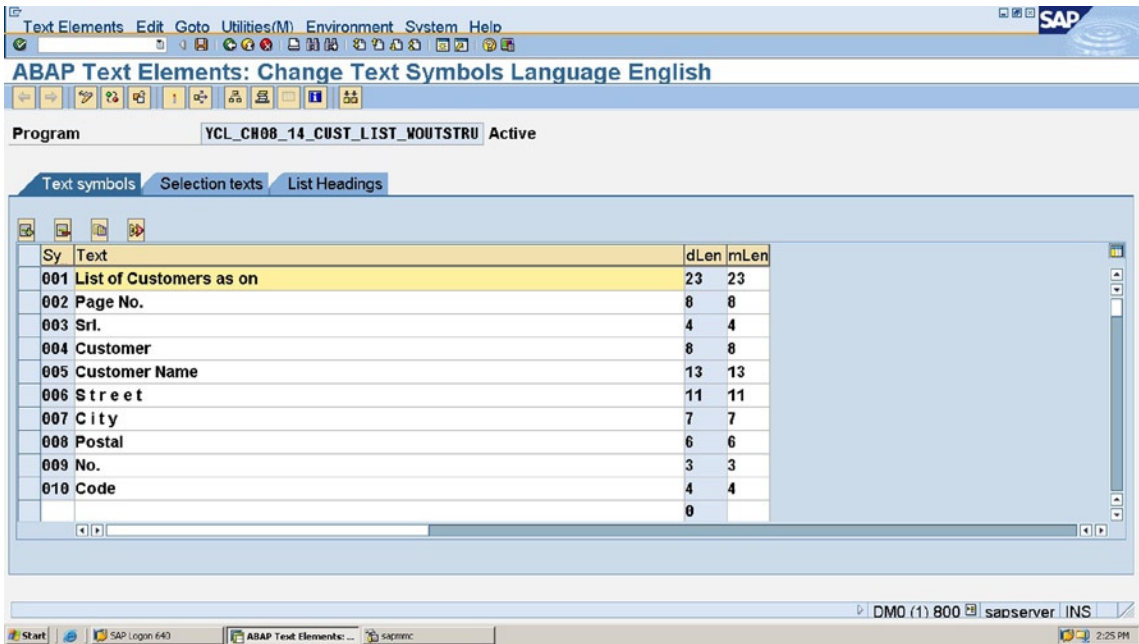 Text Elements Edit Goto Utilities(M) Environment System Help
SAP
ABAP Text Elements: Change Text Symbols Language English
Program YCL_CH08_14_CUST_LIST_WOUTSTRU Active
Text symbols Selection texts List Headings
Sy Text dLen mLen
001 List of Customers as on 23 23
002 Page No. 8 8
003 Srl. 4 4
004 Customer 8 8
005 Customer Name 13 13
006 S t r e e t 11 11
007 C i t y 7 7
008 Postal 6 6
009 No. 3 3
010 Code 4 4
0
DM0 (1) 800 sapserver INS
Start SAP Logon 640 ABAP Text Elements: ... sapmmc 2:25 PM